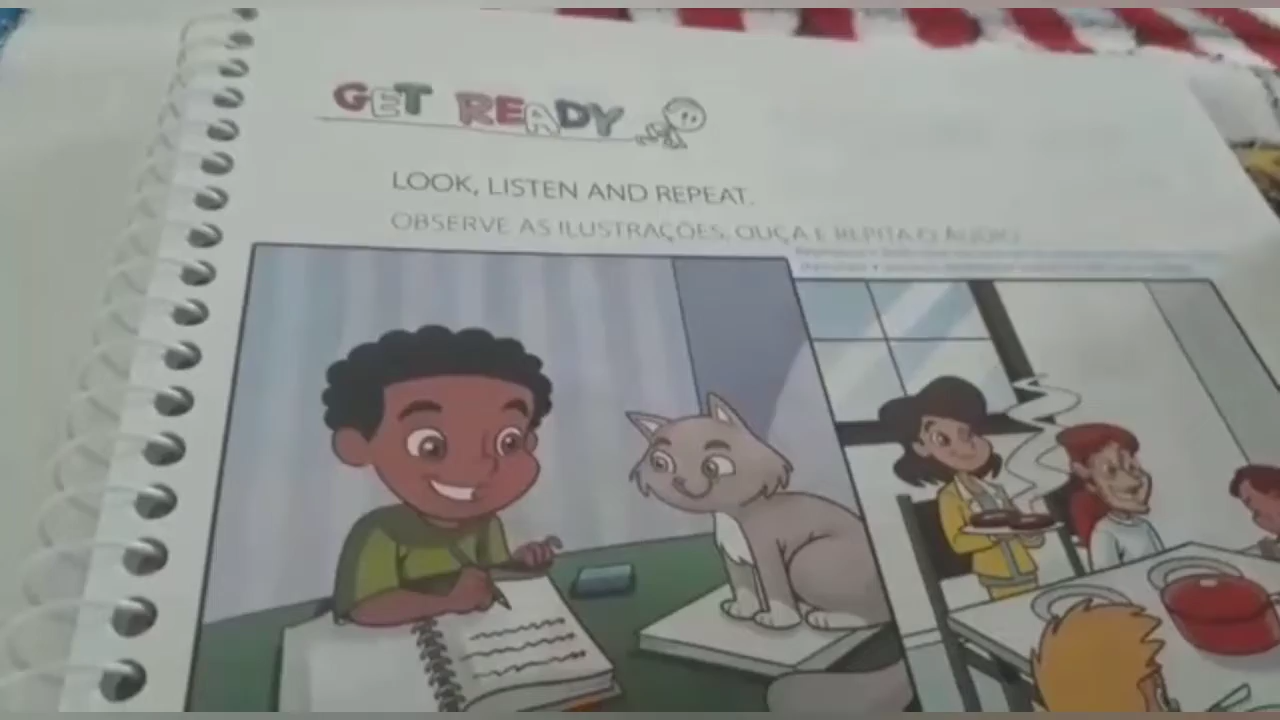 GET READY
LOOK, LISTEN AND REPEAT.
OBSERVE AS ILUSTRAÇÕES, OUÇA E REPITA O ÁUDIO.